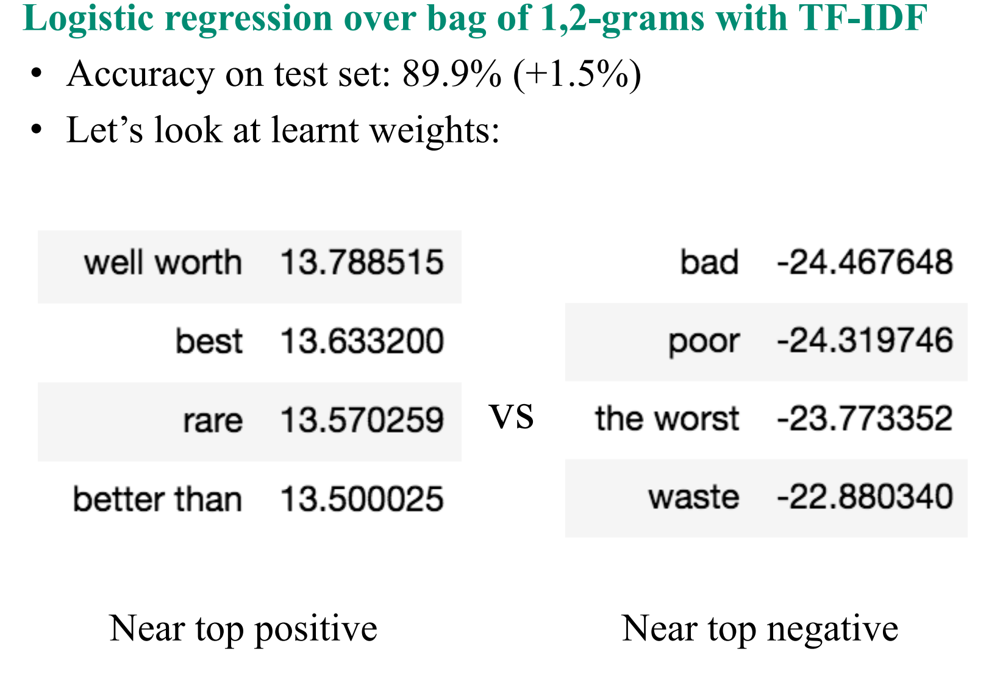 Logistic regression over bag of 1,2-grams with TF-IDF
• Accuracy on test set: 89.9% (+1.5%)
• Let’s look at learnt weights:
well worth 13.788515
best 13.633200
rare 13.570259
better than 13.500025
vs
bad -24.467648
poor -24.319746
the worst -23.773352
waste -22.880340
Near top positive
Near top negative